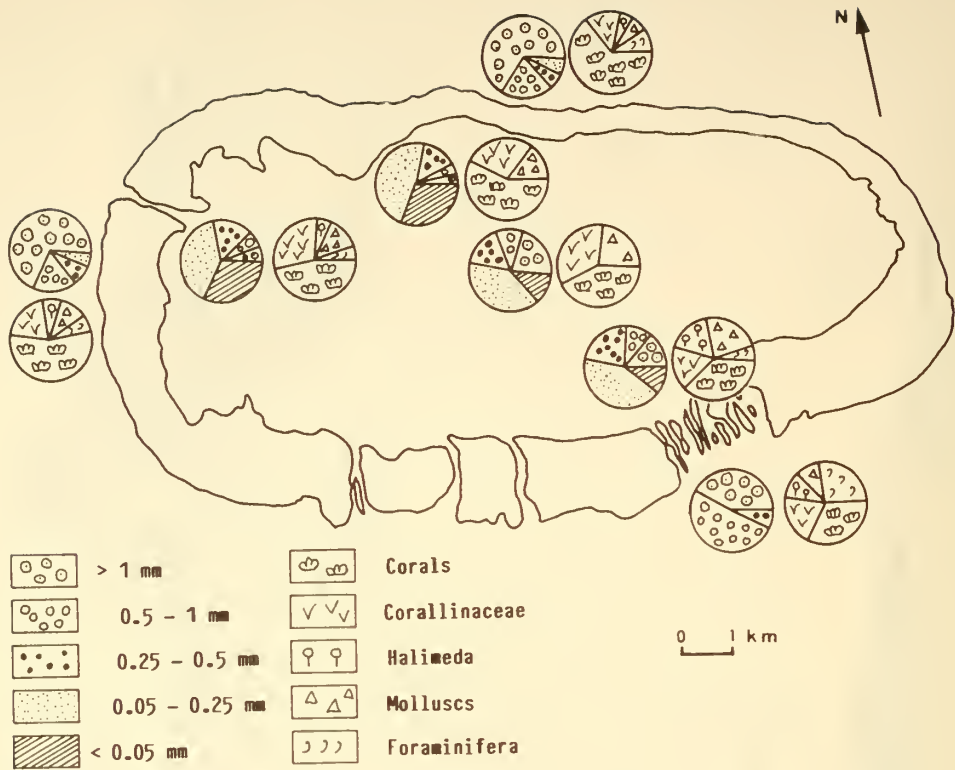 N
> 1 mm
0.5 - 1 mm
0.25 - 0.5 mm
0.05 - 0.25 mm
< 0.05 mm
Corals
Corallinaceae
Halimeda
Molluscs
Foraminifera
0 1 km